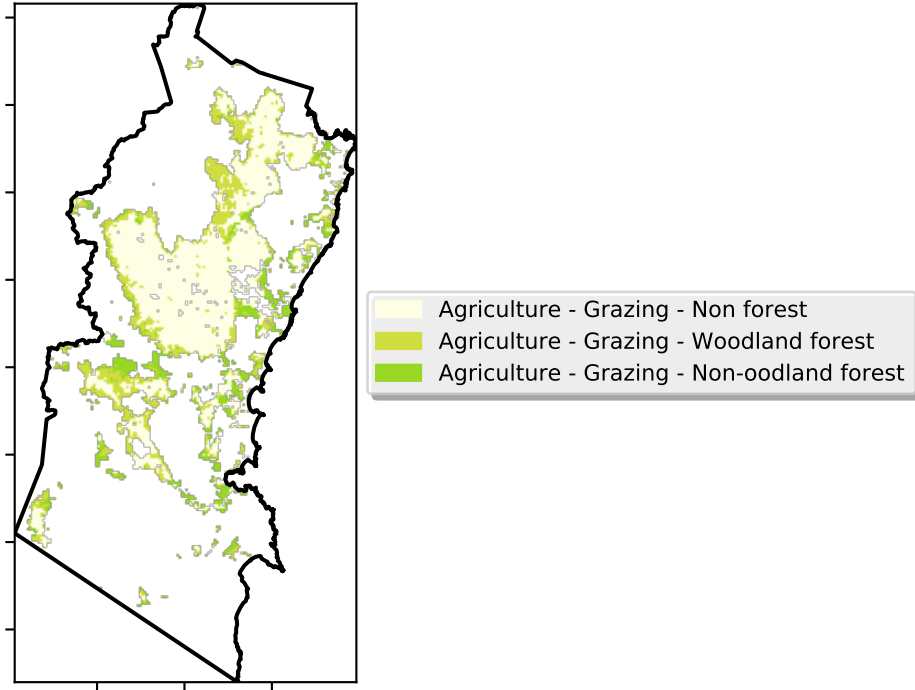 Agriculture - Grazing - Non forest
Agriculture - Grazing - Woodland forest
Agriculture - Grazing - Non-oodland forest